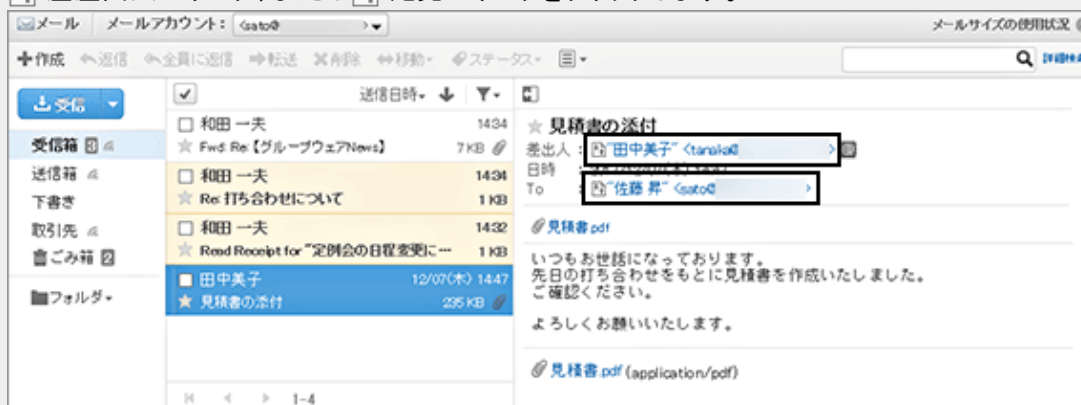 メール メールアカウント: <sato@ >
メールサイズの使用状況
作成 返信 全員に返信 転送 削除 移動 ステータス
詳細検索
受信
受信箱 3
送信箱
下書き
取引先
ごみ箱 2
フォルダ
送信日時
和田 一夫 14:34
Fwd: Re:【グループウェアNews】 7 KB
和田 一夫 14:34
Re: 打ち合わせについて 1 KB
和田 一夫 14:32
Read Receipt for "定例会の日程変更に… 1 KB
田中美子 12/07(木) 14:47
見積書の添付 235 KB
1-4
見積書の添付
差出人 : "田中美子" <tanaka@ >
日時
To : "佐藤 昇" <sato@ >
見積書.pdf
いつもお世話になっております。
先日の打ち合わせをもとに見積書を作成いたしました。
ご確認ください。
よろしくお願いいたします。
見積書.pdf (application/pdf)